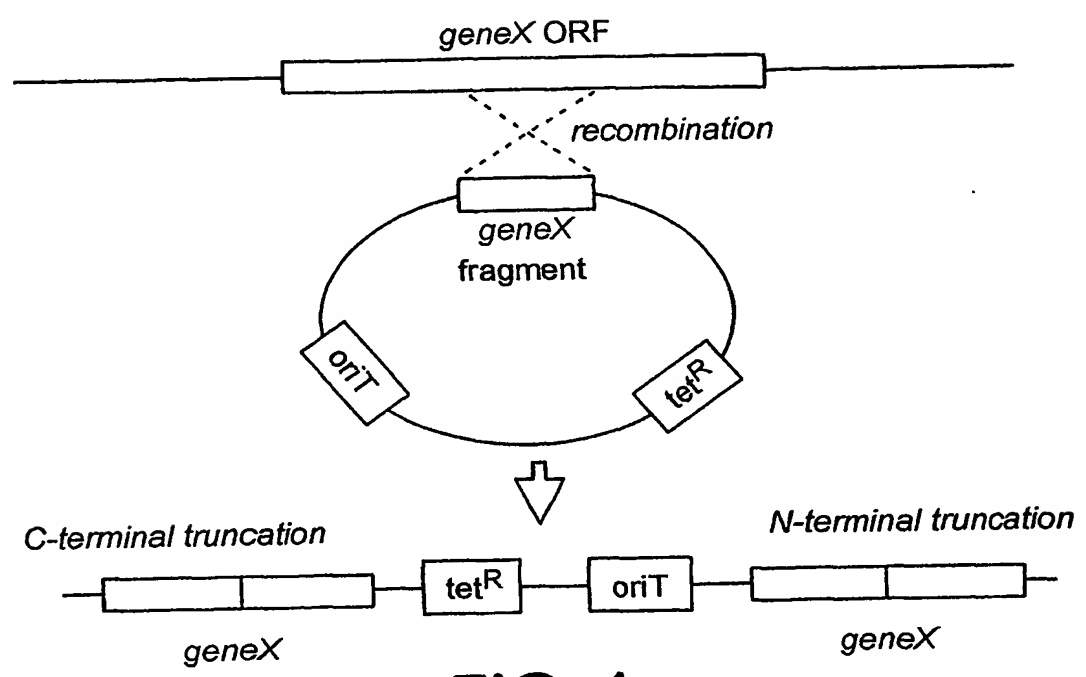 geneX ORF
recombination
geneX
fragment
oriT
tetR
C-terminal truncation
N-terminal truncation
tetR
oriT
geneX
geneX